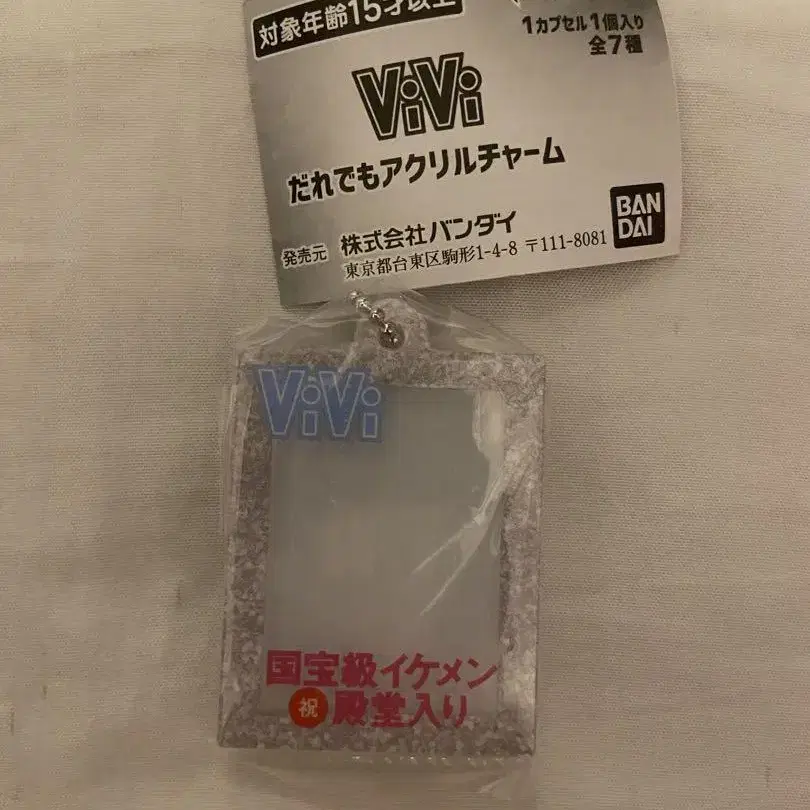 対象年齢15才以上
1カプセル1個入り
全7種
ViVi
だれでもアクリルチャーム
発売元 株式会社バンダイ
東京都台東区駒形1-4-8 〒111-8081
BAN
DAI
ViVi
国宝級イケメン
祝 殿堂入り